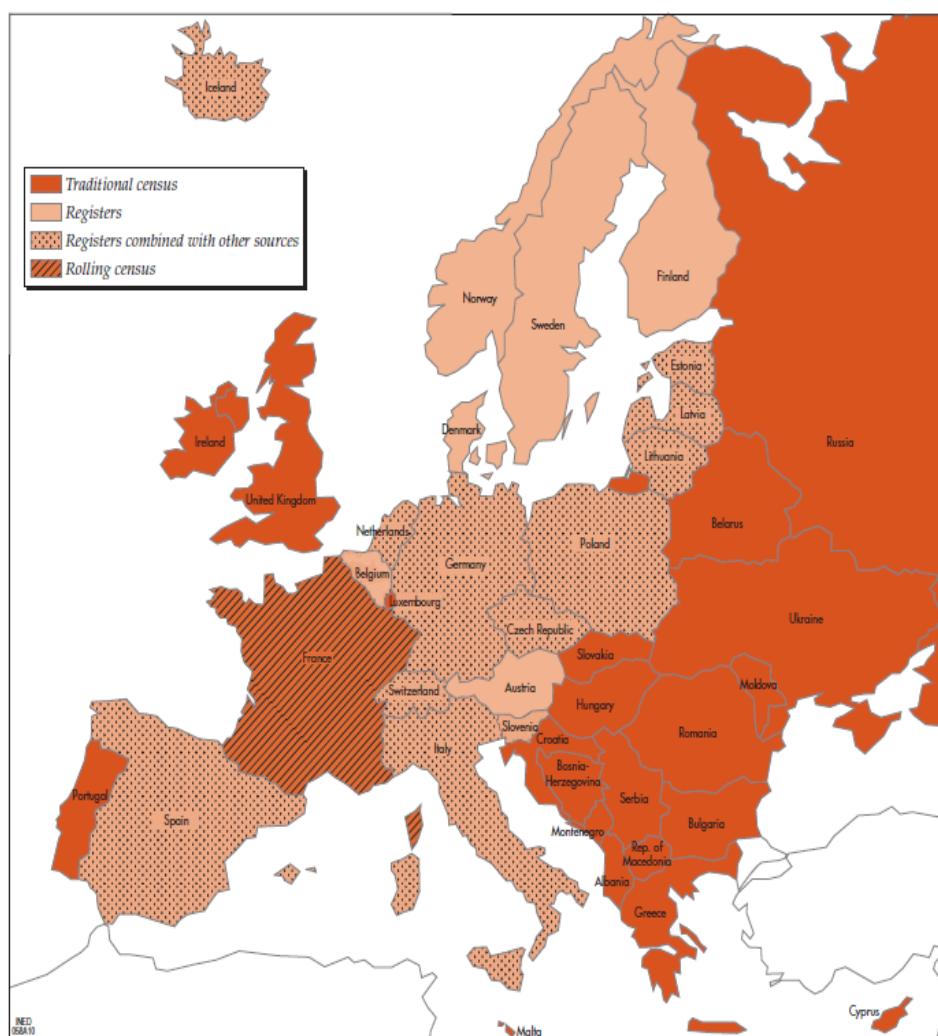 Iceland
Traditional census
Registers
Registers combined with other sources
Rolling census
Norway
Sweden
Finland
Estonia
Latvia
Lithuania
Denmark
Russia
Ireland
United Kingdom
Belarus
Netherlands
Belgium
Germany
Poland
Luxembourg
Czech Republic
Ukraine
France
Slovakia
Switzerland
Austria
Moldova
Hungary
Slovenia
Romania
Croatia
Italy
Bosnia-
Herzegovina
Portugal
Spain
Serbia
Bulgaria
Montenegro
Rep. of
Macedonia
Albania
Greece
Cyprus
Malta
INED
058A10